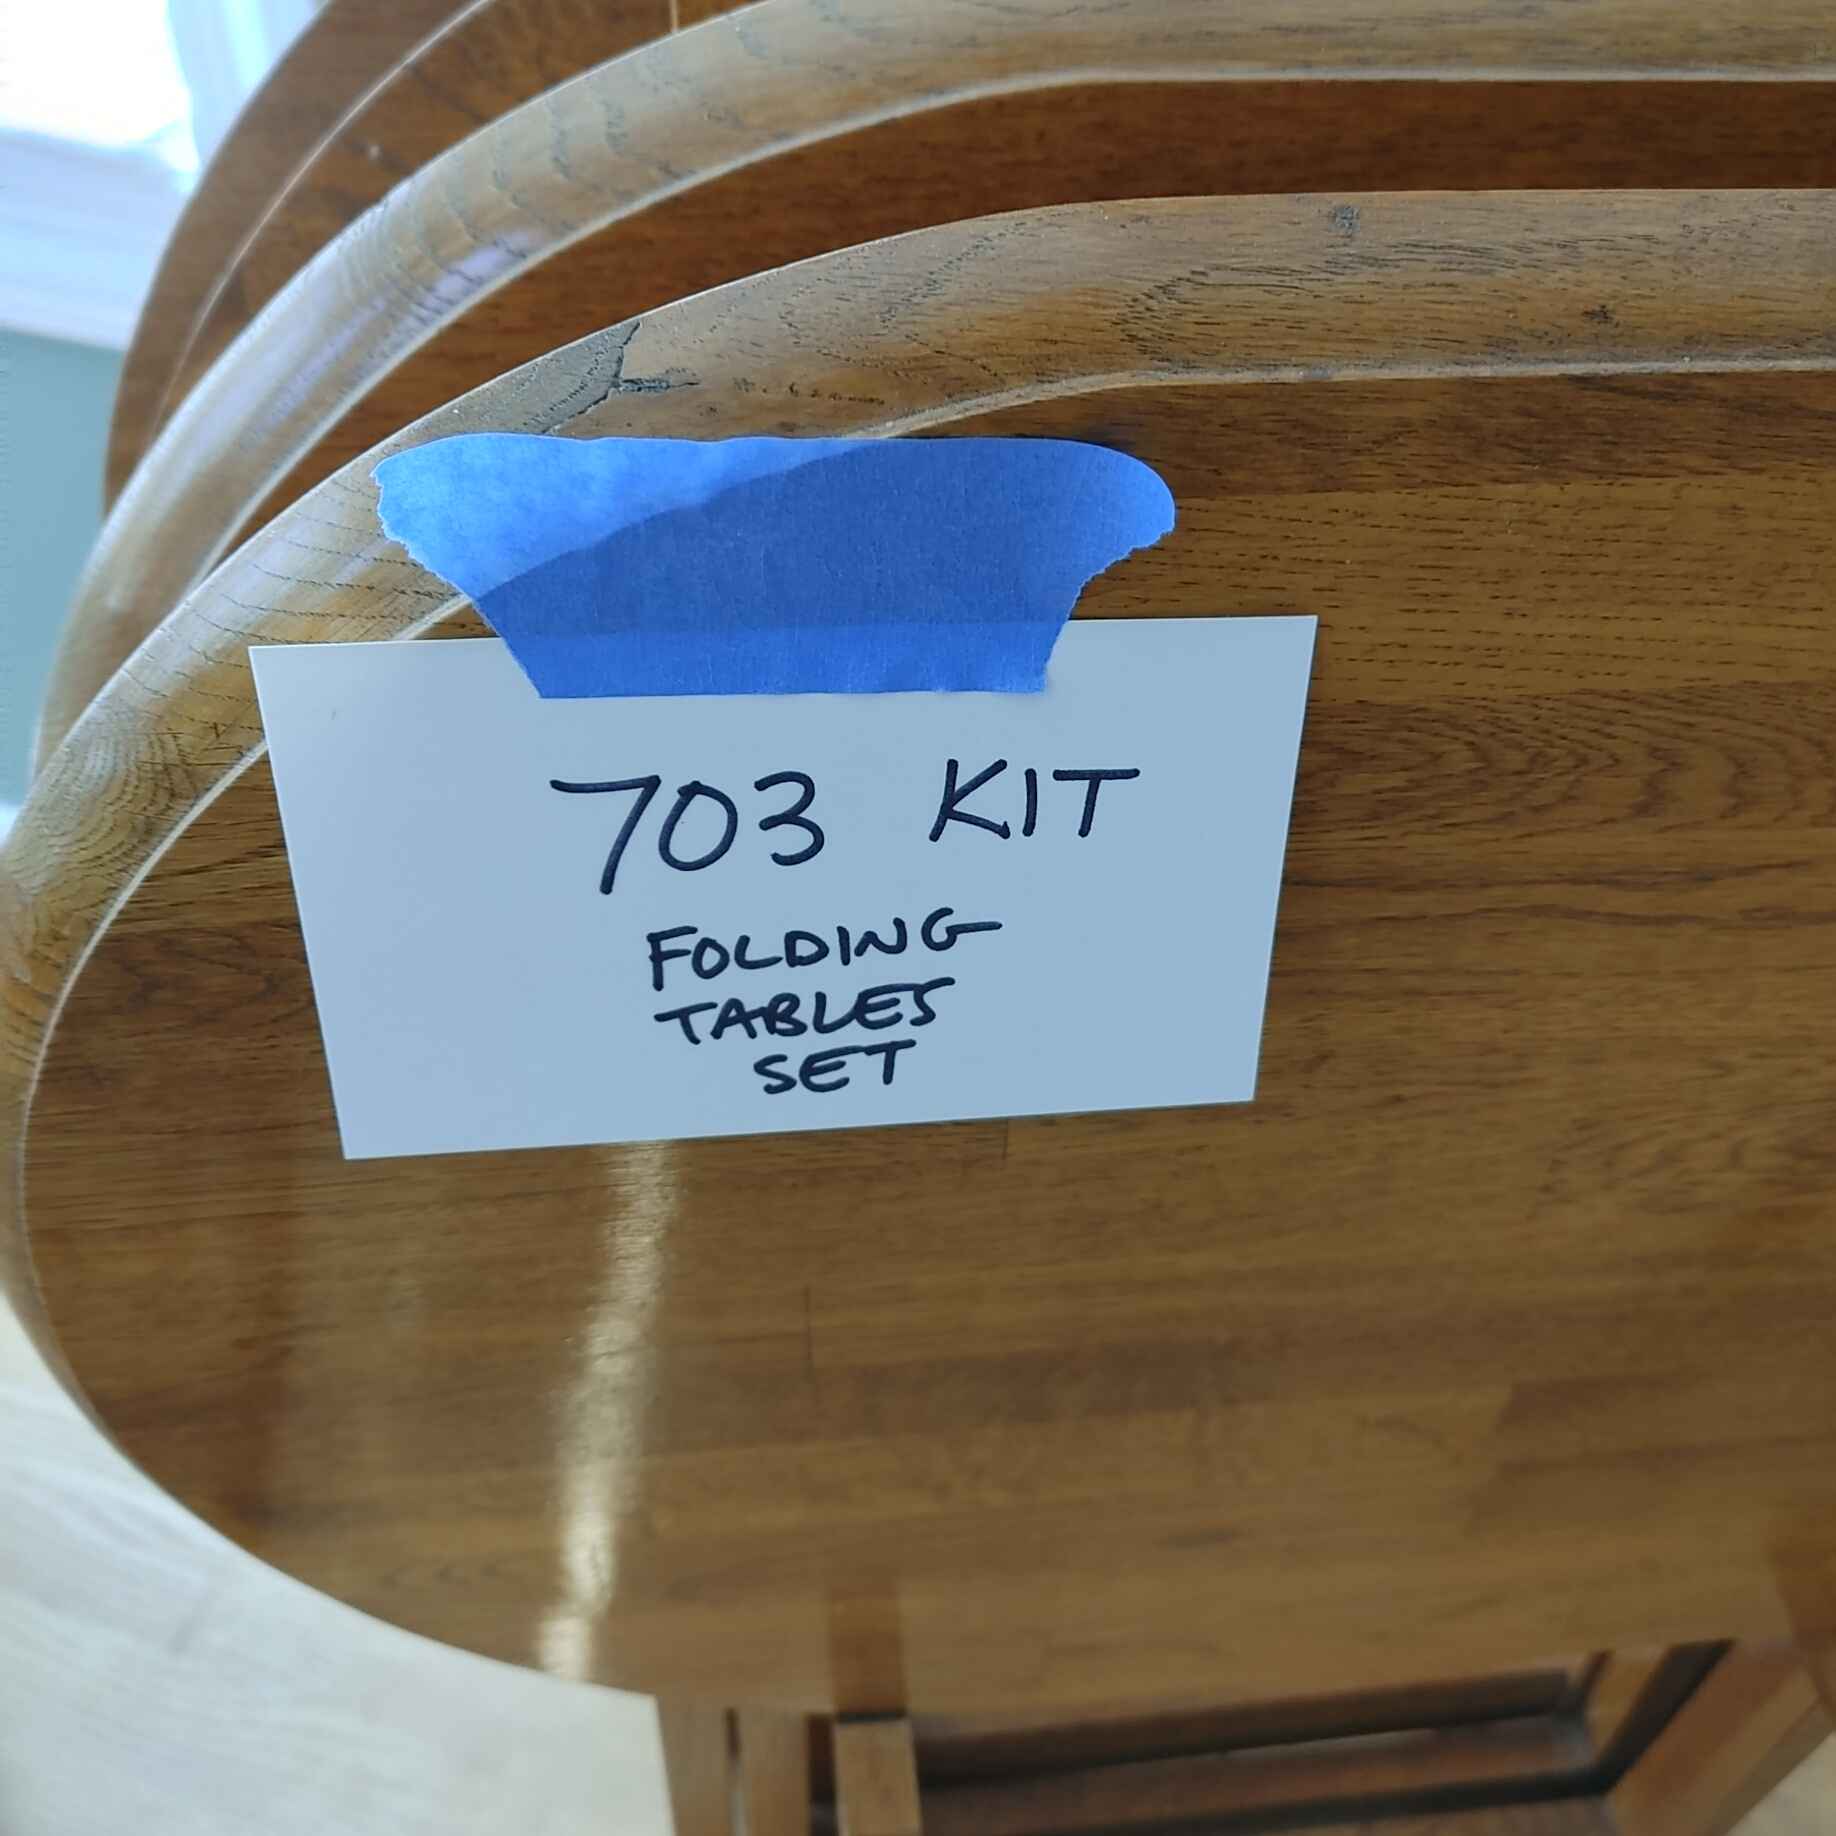 703 KIT
FOLDING
TABLES
SET